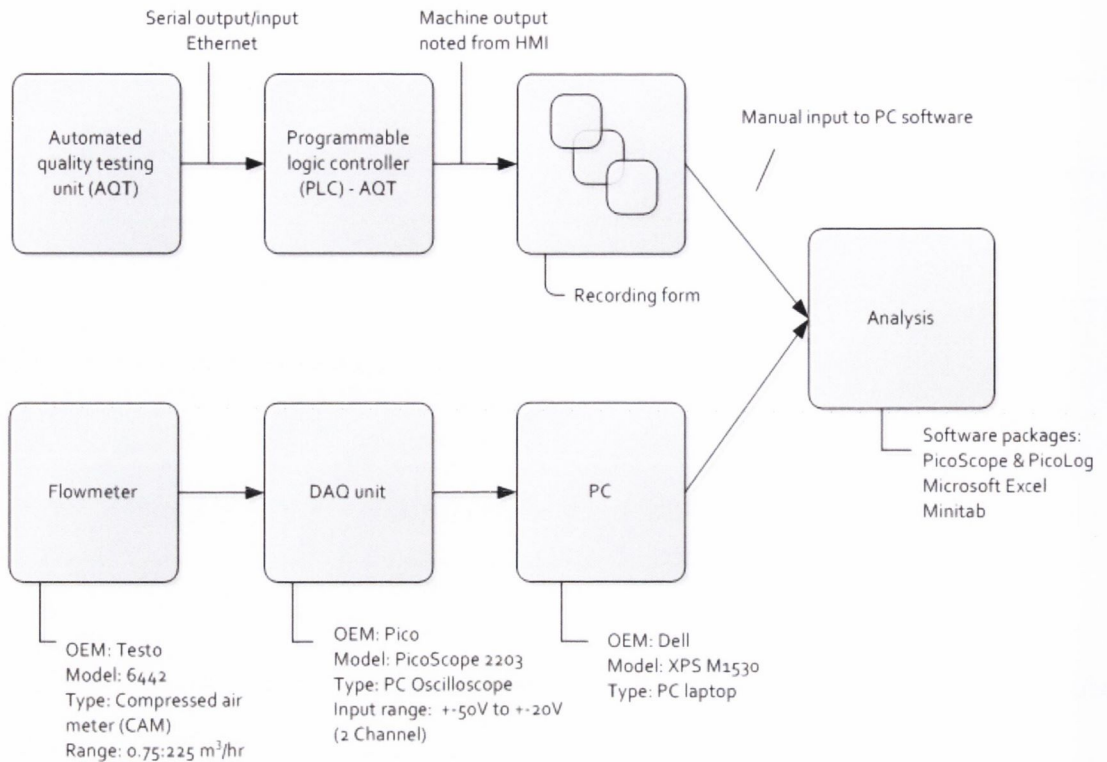 Serial output/input
Ethernet
Machine output
noted from HMI
Automated
quality testing
unit (AQT)
Programmable
logic controller
(PLC) - AQT
Manual input to PC software
Recording form
Analysis
Software packages:
PicoScope & PicoLog
Microsoft Excel
Minitab
Flowmeter
DAQ unit
PC
OEM: Testo
Model: 6442
Type: Compressed air
meter (CAM)
Range: 0.75:225 m³/hr
OEM: Pico
Model: PicoScope 2203
Type: PC Oscilloscope
Input range: +-50V to +-20V
(2 Channel)
OEM: Dell
Model: XPS M1530
Type: PC laptop